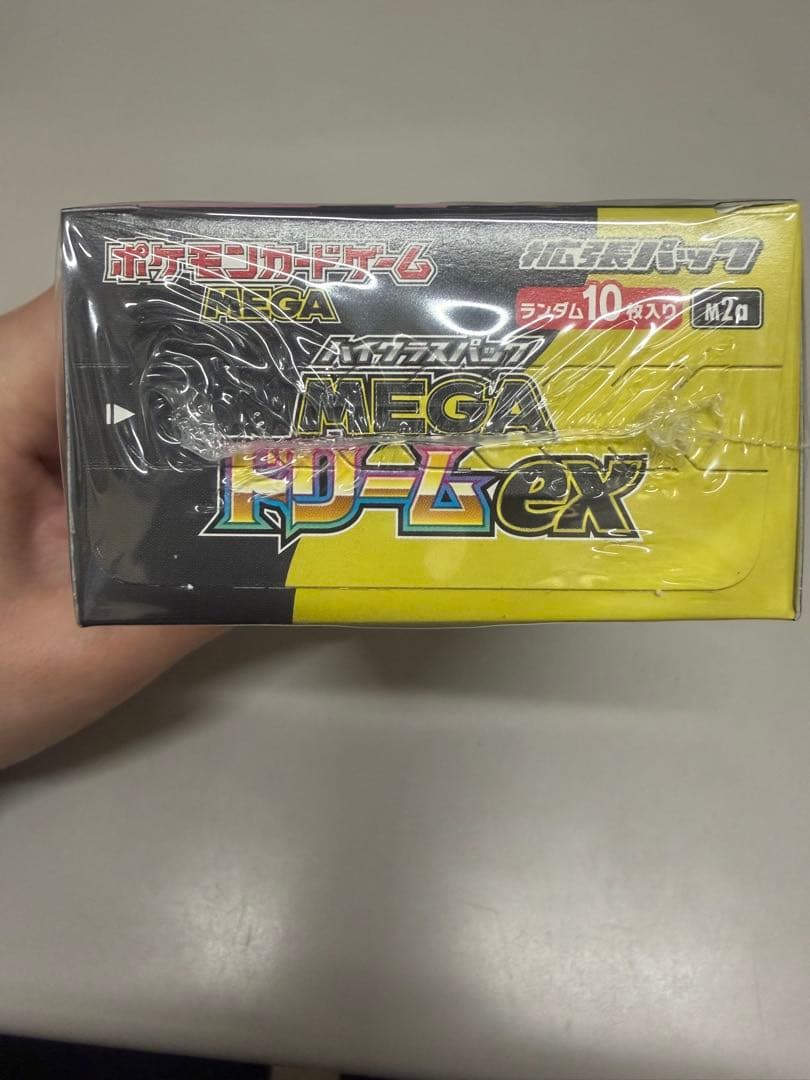 ポケモンカードゲーム
MEGA
拡張パック
ランダム10枚入り
M2a
ハイクラスパック
MEGA
ドリームex